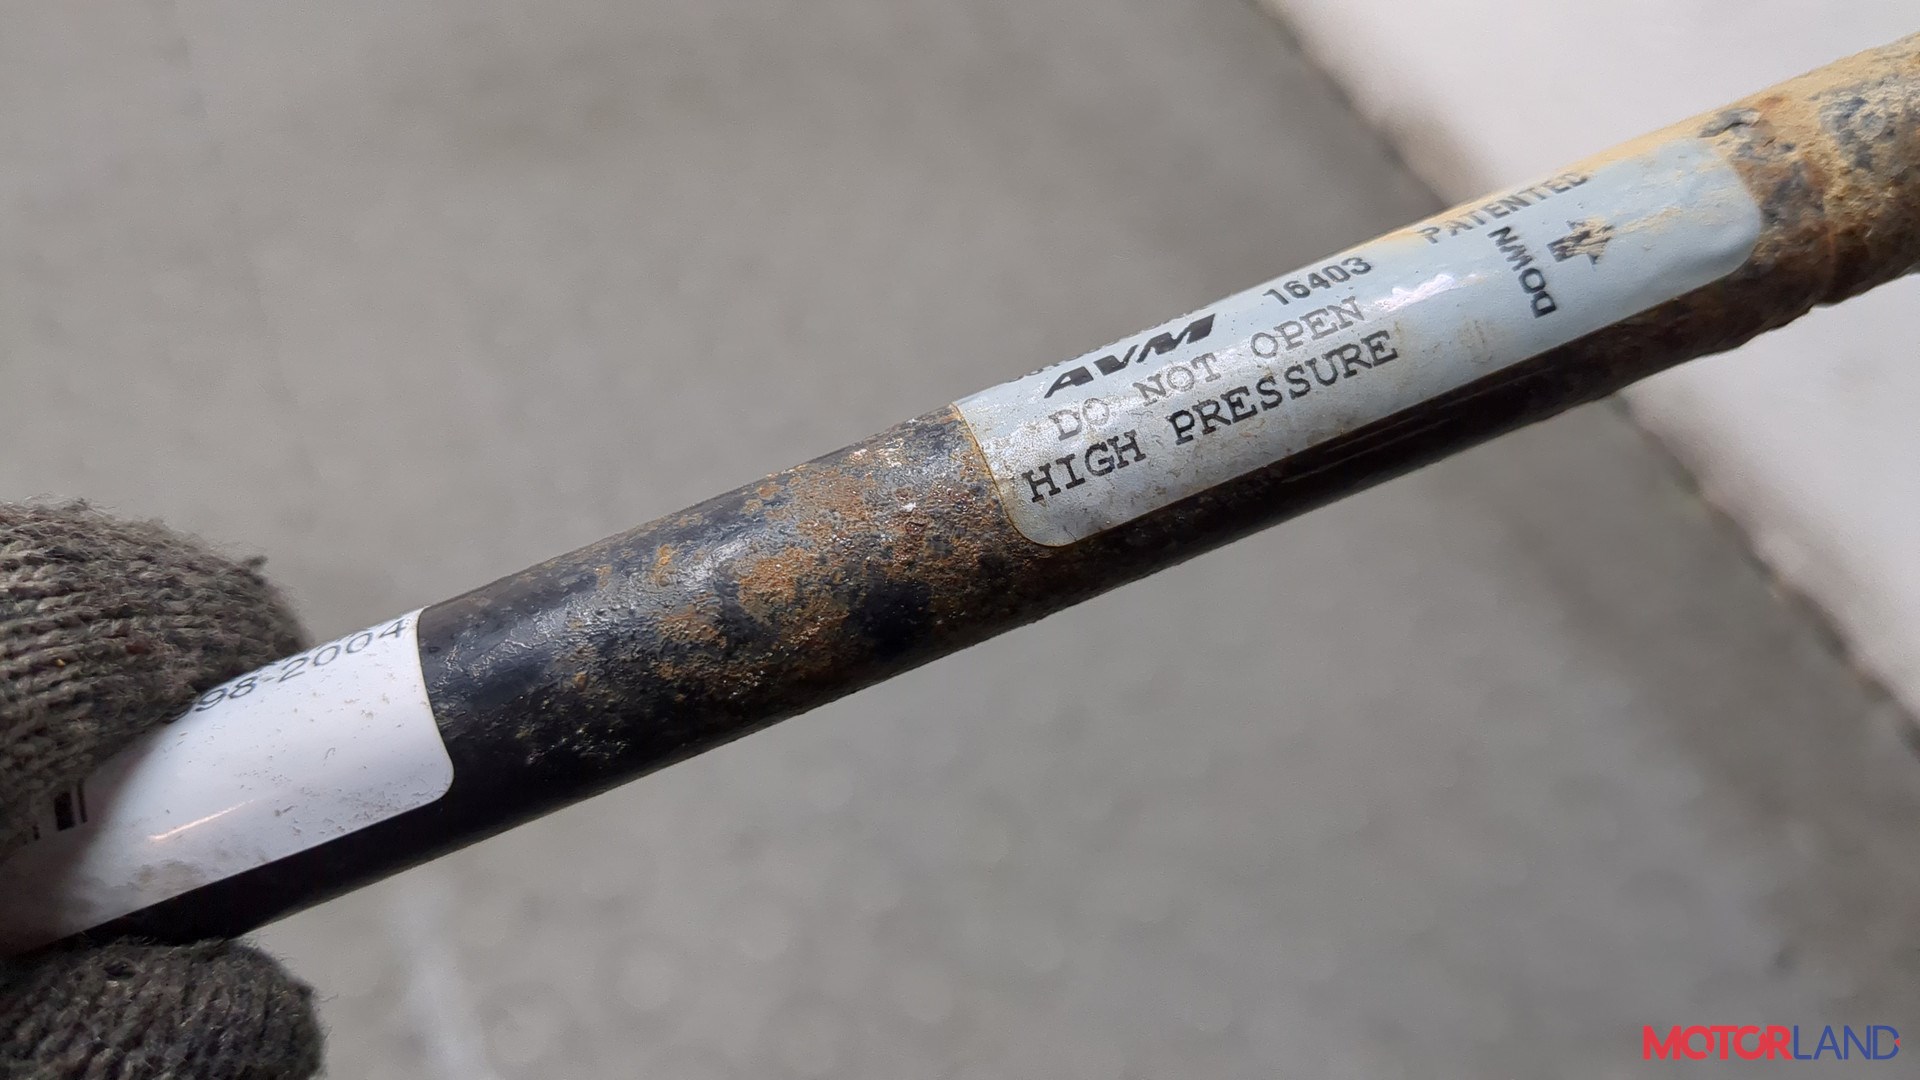 PATENTED
16403
AVM
DO NOT OPEN
HIGH PRESSURE
DOWN
98-2004
MOTORLAND